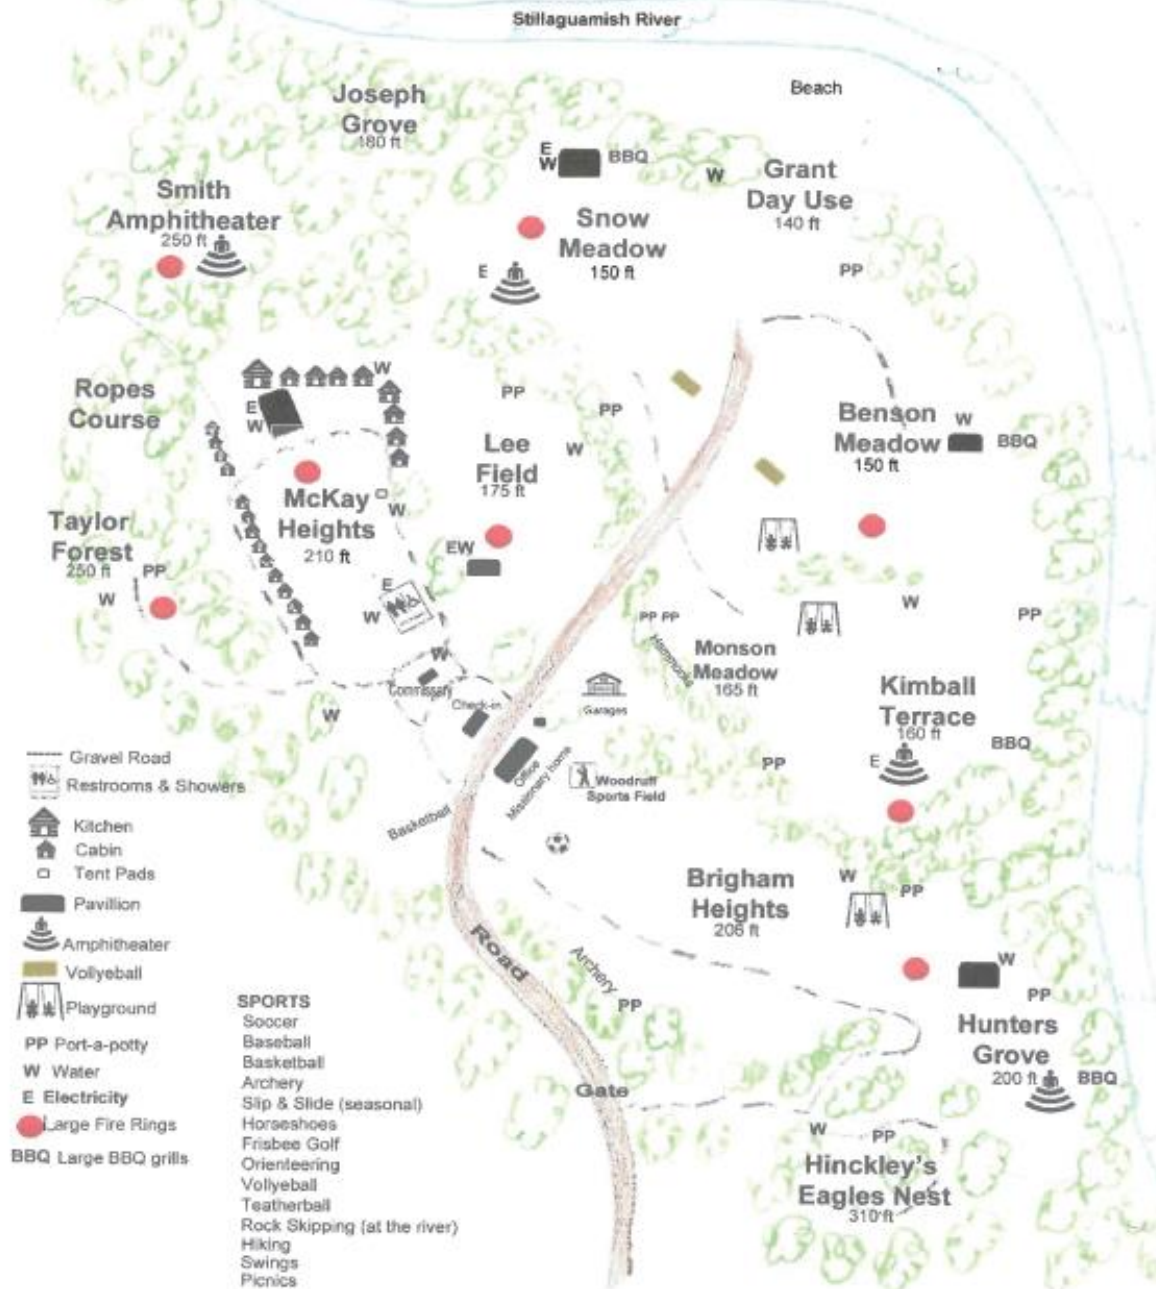 Stillaguamish River
Beach
Joseph
Grove
180 ft
E
W
BBQ
W
Grant
Day Use
140 ft
Smith
Amphitheater
250 ft
Snow
Meadow
150 ft
E
PP
Ropes
Course
W
E
W
PP
PP
Lee
Field
175 ft
W
Benson
Meadow
150 ft
W
BBQ
McKay
Heights
210 ft
W
Taylor
Forest
250 ft
PP
W
EW
E
W
W
PP PP
Hammocks
Monson
Meadow
165 ft
W
PP
Kimball
Terrace
160 ft
E
BBQ
W
Commissary
Check-in
Garages
Office
Missionary home
Woodruff
Sports Field
PP
Basketball
Brigham
Heights
206 ft
W
PP
Road
Archery
PP
W
PP
Hunters
Grove
200 ft
BBQ
Gate
W
PP
Hinckley's
Eagles Nest
310 ft
Gravel Road
Restrooms & Showers
Kitchen
Cabin
Tent Pads
Pavillion
Amphitheater
Vollyeball
Playground
PP Port-a-potty
W Water
E Electricity
Large Fire Rings
BBQ Large BBQ grills
SPORTS
Soccer
Baseball
Basketball
Archery
Slip & Slide (seasonal)
Horseshoes
Frisbee Golf
Orienteering
Vollyeball
Teatherball
Rock Skipping (at the river)
Hiking
Swings
Picnics